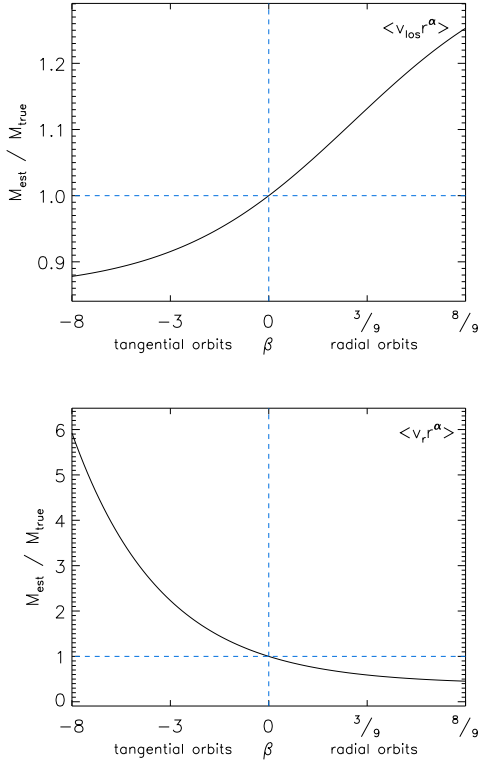 <v_los r^α>
1.2
1.1
1.0
0.9
M_est / M_true
-8 -3 0 3/9 8/9
tangential orbits β radial orbits
<v_r r^α>
6
5
4
3
2
1
0
M_est / M_true
-8 -3 0 3/9 8/9
tangential orbits β radial orbits